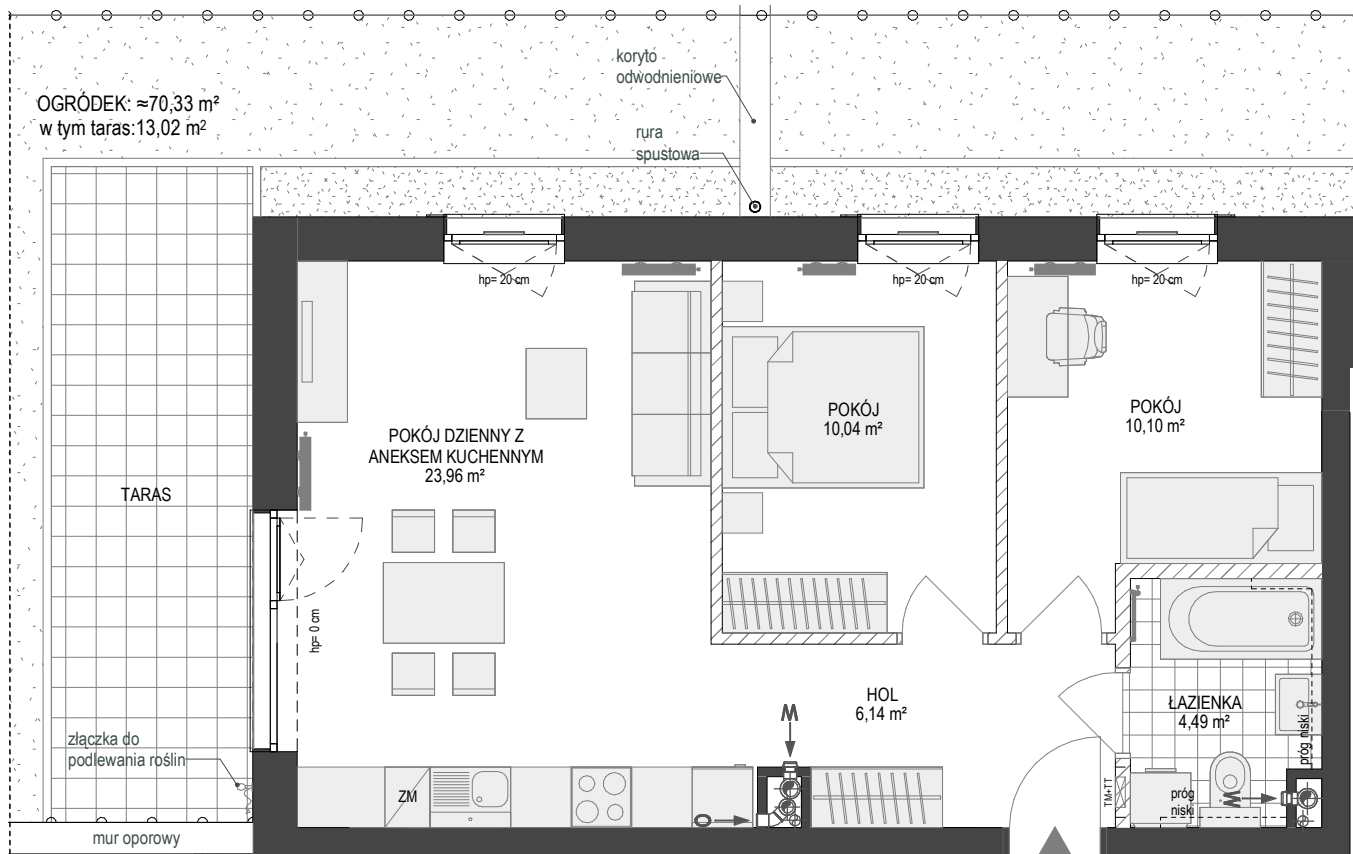 koryto
odwodnieniowe
OGRÓDEK: ≈70,33 m²
w tym taras:13,02 m²
rura
spustowa
hp= 20 cm
hp= 20 cm
hp= 20 cm
POKÓJ
10,04 m²
POKÓJ
10,10 m²
POKÓJ DZIENNY Z
ANEKSEM KUCHENNYM
23,96 m²
TARAS
hp= 0 cm
HOL
6,14 m²
ŁAZIENKA
4,49 m²
próg niski
W
złączka do
podlewania roślin
ZM
O
TM+TT
próg
niski
W
mur oporowy